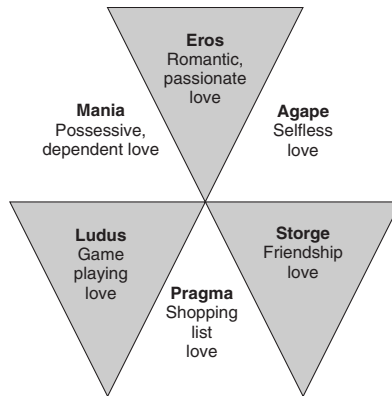 Eros
Romantic,
passionate
love
Mania
Possessive,
dependent love
Agape
Selfless
love
Ludus
Game
playing
love
Storge
Friendship
love
Pragma
Shopping
list
love